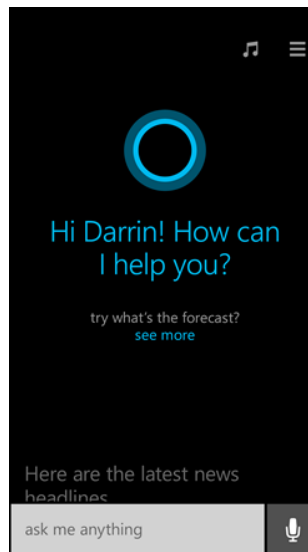 Hi Darrin! How can
I help you?
try what's the forecast?
see more
Here are the latest news
headlines
ask me anything